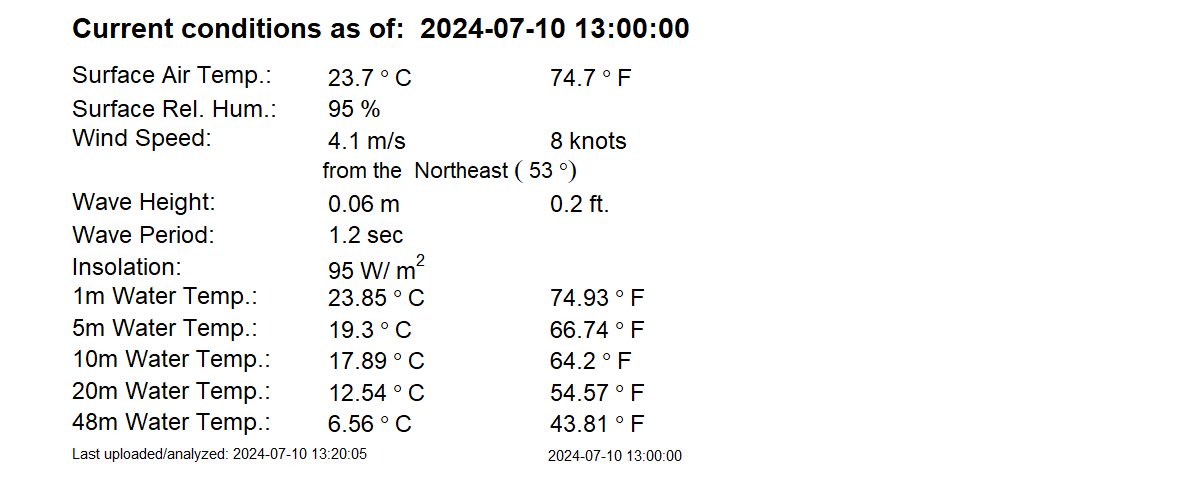 Current conditions as of:  2024-07-10 13:00:00
Surface Air Temp.: 23.7 ° C 74.7 ° F
Surface Rel. Hum.: 95 %
Wind Speed: 4.1 m/s 8 knots
from the  Northeast ( 53 °)
Wave Height: 0.06 m 0.2 ft.
Wave Period: 1.2 sec
Insolation: 95 W/ m²
1m Water Temp.: 23.85 ° C 74.93 ° F
5m Water Temp.: 19.3 ° C 66.74 ° F
10m Water Temp.: 17.89 ° C 64.2 ° F
20m Water Temp.: 12.54 ° C 54.57 ° F
48m Water Temp.: 6.56 ° C 43.81 ° F
Last uploaded/analyzed: 2024-07-10 13:20:05 2024-07-10 13:00:00